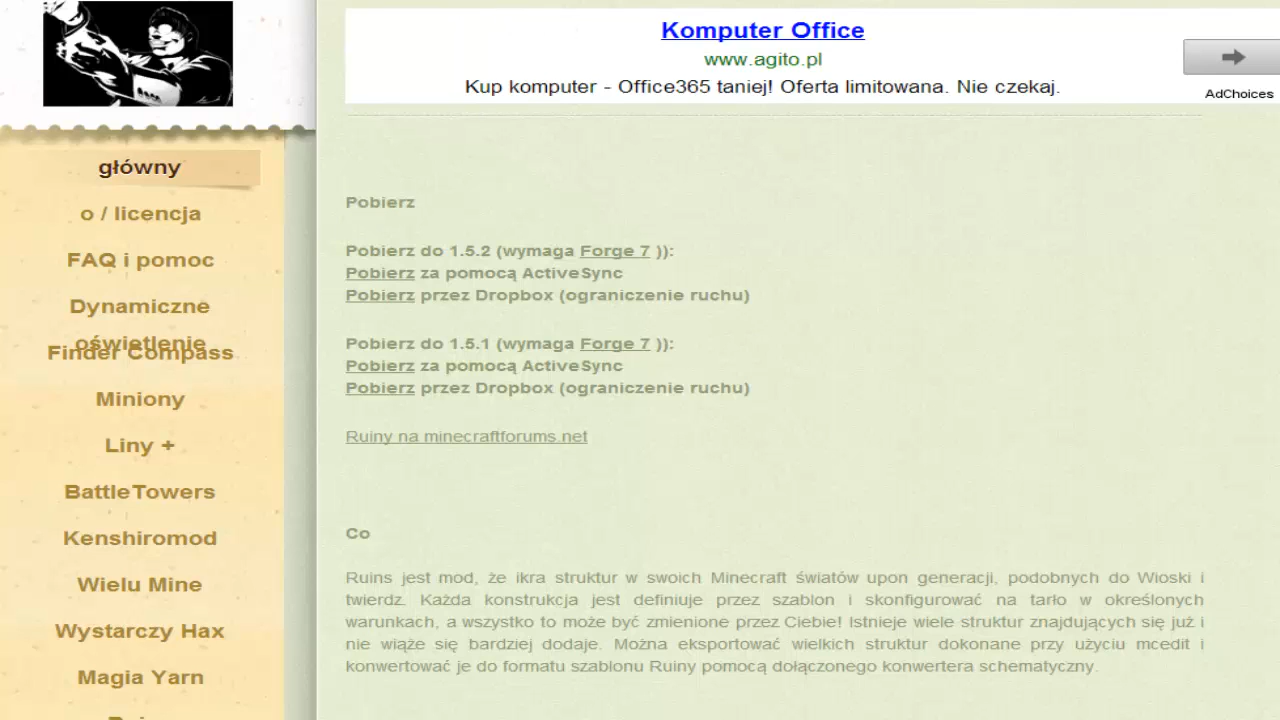 Komputer Office
www.agito.pl
Kup komputer - Office365 taniej! Oferta limitowana. Nie czekaj.
AdChoices
główny
o / licencja
FAQ i pomoc
Dynamiczne
oświetlenie
Finder Compass
Miniony
Liny +
BattleTowers
Kenshiromod
Wielu Mine
Wystarczy Hax
Magia Yarn
Pobierz
Pobierz do 1.5.2 (wymaga Forge 7 )):
Pobierz za pomocą ActiveSync
Pobierz przez Dropbox (ograniczenie ruchu)
Pobierz do 1.5.1 (wymaga Forge 7 )):
Pobierz za pomocą ActiveSync
Pobierz przez Dropbox (ograniczenie ruchu)
Ruiny na minecraftforums.net
Co
Ruins jest mod, że ikra struktur w swoich Minecraft światów upon generacji, podobnych do Wioski i
twierdz. Każda konstrukcja jest definiuje przez szablon i skonfigurować na tarło w określonych
warunkach, a wszystko to może być zmienione przez Ciebie! Istnieje wiele struktur znajdujących się już i
nie wiąże się bardziej dodaje. Można eksportować wielkich struktur dokonane przy użyciu mcedit i
konwertować je do formatu szablonu Ruiny pomocą dołączonego konwertera schematyczny.